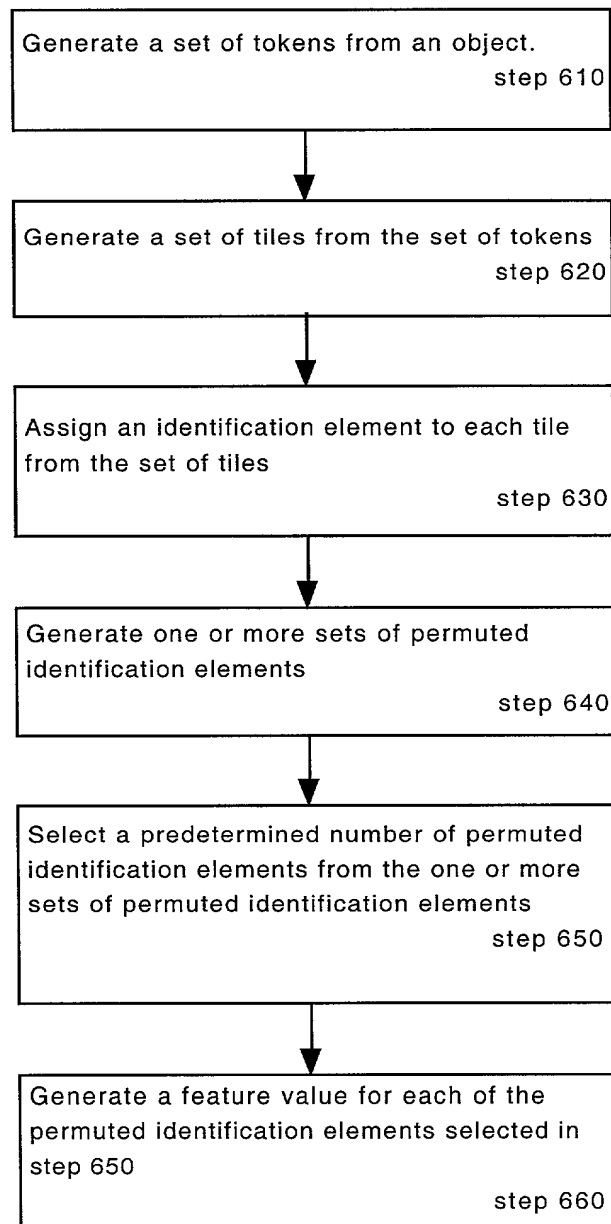 Generate a set of tokens from an object.
step 610
Generate a set of tiles from the set of tokens
step 620
Assign an identification element to each tile
from the set of tiles
step 630
Generate one or more sets of permuted
identification elements
step 640
Select a predetermined number of permuted
identification elements from the one or more
sets of permuted identification elements
step 650
Generate a feature value for each of the
permuted identification elements selected in
step 650
step 660